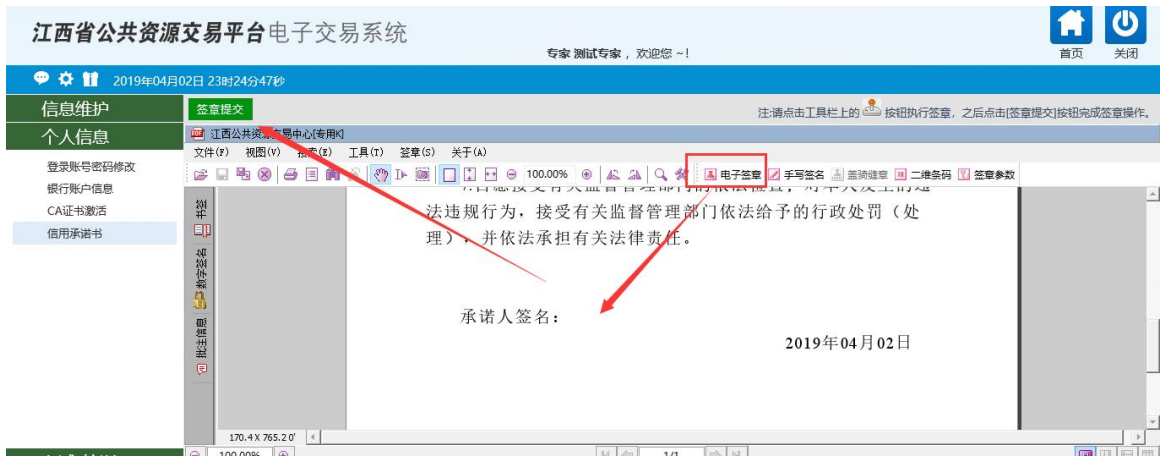 江西省公共资源交易平台电子交易系统
专家 测试专家 ，欢迎您 ~!
首页
关闭
2019年04月02日 23时24分47秒
信息维护
签章提交
注:请点击工具栏上的 按钮执行签章，之后点击[签章提交]按钮完成签章操作。
个人信息
登录账号密码修改
银行账户信息
CA证书激活
信用承诺书
文件(F) 视图(V) 工具(T) 签章(S) 关于(A)
100.00% 电子签章 手写签名 盖骑缝章 二维条码 签章参数
书签
数字签名
批注信息
法违规行为，接受有关监督管理部门依法给予的行政处罚（处
理），并依法承担有关法律责任。
承诺人签名：
2019年04月02日
170.4 X 765.2 0'
100.00%
1/1